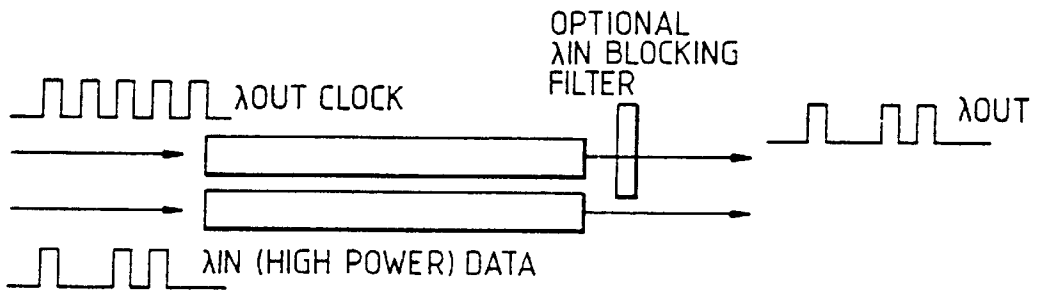 OPTIONAL
λIN BLOCKING
FILTER
λOUT CLOCK
λOUT
λIN (HIGH POWER) DATA